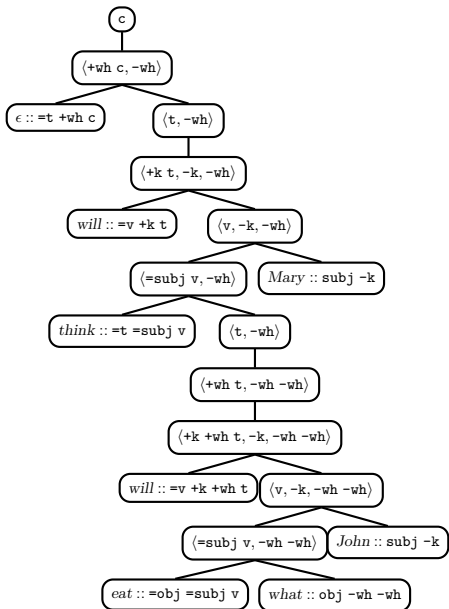 c
⟨+wh c, -wh⟩
ϵ :: =t +wh c
⟨t, -wh⟩
⟨+k t, -k, -wh⟩
will :: =v +k t
⟨v, -k, -wh⟩
⟨=subj v, -wh⟩
Mary :: subj -k
think :: =t =subj v
⟨t, -wh⟩
⟨+wh t, -wh -wh⟩
⟨+k +wh t, -k, -wh -wh⟩
will :: =v +k +wh t
⟨v, -k, -wh -wh⟩
⟨=subj v, -wh -wh⟩
John :: subj -k
eat :: =obj =subj v
what :: obj -wh -wh